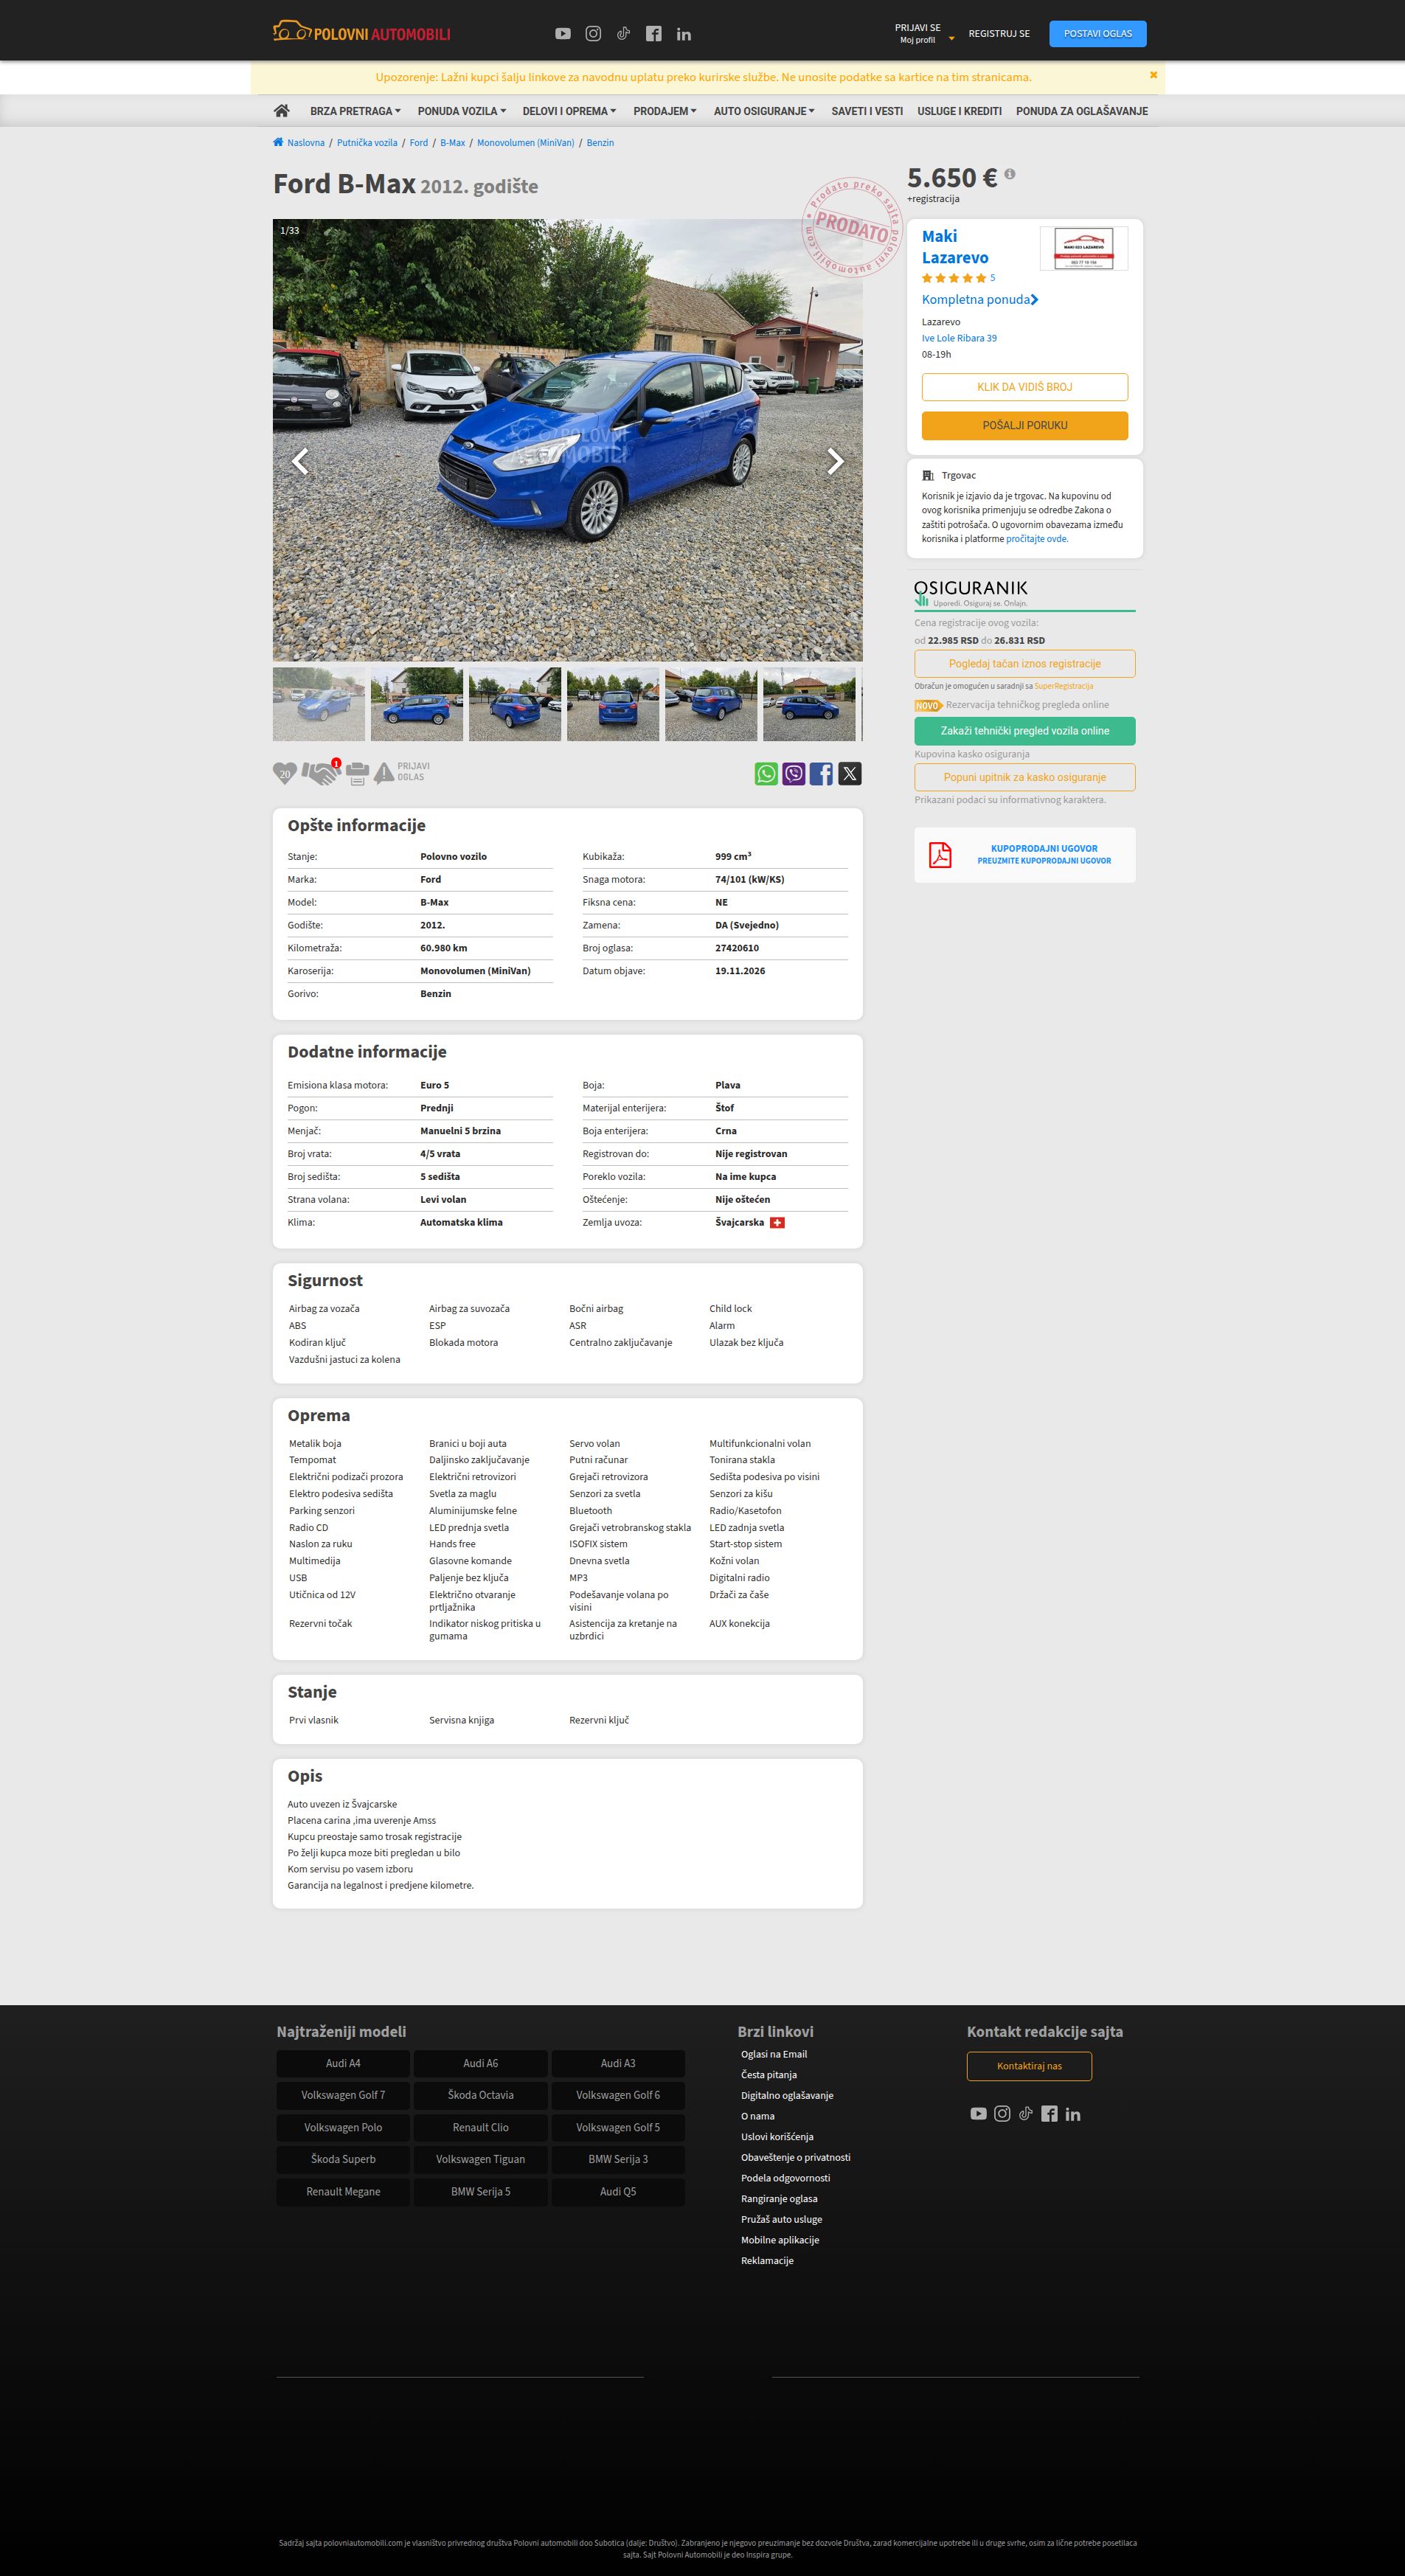 POLOVNI AUTOMOBILI
PRIJAVI SE
Moj profil
REGISTRUJ SE
POSTAVI OGLAS
Upozorenje: Lažni kupci šalju linkove za navodnu uplatu preko kurirske službe. Ne unosite podatke sa kartice na tim stranicama.
BRZA PRETRAGA PONUDA VOZILA DELOVI I OPREMA PRODAJEM AUTO OSIGURANJE SAVETI I VESTI USLUGE I KREDITI PONUDA ZA OGLAŠAVANJE
Naslovna / Putnička vozila / Ford / B-Max / Monovolumen (MiniVan) / Benzin
Ford B-Max 2012. godište
5.650 €
+registracija
Prodato preko sajta
PRODATO
polovniautomobili.com
1/33
POLOVNI
MOBILI
Maki
Lazarevo
MAKI 023 LAZAREVO
5
Kompletna ponuda
Lazarevo
Ive Lole Ribara 39
08-19h
KLIK DA VIDIŠ BROJ
POŠALJI PORUKU
Trgovac
Korisnik je izjavio da je trgovac. Na kupovinu od
ovog korisnika primenjuju se odredbe Zakona o
zaštiti potrošača. O ugovornim obavezama između
korisnika i platforme pročitajte ovde.
OSIGURANIK
Uporedi. Osiguraj se. Onlajn.
Cena registracije ovog vozila:
od 22.985 RSD do 26.831 RSD
Pogledaj tačan iznos registracije
Obračun je omogućen u saradnji sa SuperRegistracija
NOVO Rezervacija tehničkog pregleda online
Zakaži tehnički pregled vozila online
Kupovina kasko osiguranja
Popuni upitnik za kasko osiguranje
Prikazani podaci su informativnog karaktera.
KUPOPRODAJNI UGOVOR
PREUZMITE KUPOPRODAJNI UGOVOR
20
1
PRIJAVI
OGLAS
Opšte informacije
Stanje: Polovno vozilo Kubikaža: 999 cm³
Marka: Ford Snaga motora: 74/101 (kW/KS)
Model: B-Max Fiksna cena: NE
Godište: 2012. Zamena: DA (Svejedno)
Kilometraža: 60.980 km Broj oglasa: 27420610
Karoserija: Monovolumen (MiniVan) Datum objave: 19.11.2026
Gorivo: Benzin
Dodatne informacije
Emisiona klasa motora: Euro 5 Boja: Plava
Pogon: Prednji Materijal enterijera: Štof
Menjač: Manuelni 5 brzina Boja enterijera: Crna
Broj vrata: 4/5 vrata Registrovan do: Nije registrovan
Broj sedišta: 5 sedišta Poreklo vozila: Na ime kupca
Strana volana: Levi volan Oštećenje: Nije oštećen
Klima: Automatska klima Zemlja uvoza: Švajcarska
Sigurnost
Airbag za vozača Airbag za suvozača Bočni airbag Child lock
ABS ESP ASR Alarm
Kodiran ključ Blokada motora Centralno zaključavanje Ulazak bez ključa
Vazdušni jastuci za kolena
Oprema
Metalik boja Branici u boji auta Servo volan Multifunkcionalni volan
Tempomat Daljinsko zaključavanje Putni računar Tonirana stakla
Električni podizači prozora Električni retrovizori Grejači retrovizora Sedišta podesiva po visini
Elektro podesiva sedišta Svetla za maglu Senzori za svetla Senzori za kišu
Parking senzori Aluminijumske felne Bluetooth Radio/Kasetofon
Radio CD LED prednja svetla Grejači vetrobranskog stakla LED zadnja svetla
Naslon za ruku Hands free ISOFIX sistem Start-stop sistem
Multimedija Glasovne komande Dnevna svetla Kožni volan
USB Paljenje bez ključa MP3 Digitalni radio
Utičnica od 12V Električno otvaranje prtljažnika Podešavanje volana po visini Držači za čaše
Rezervni točak Indikator niskog pritiska u gumama Asistencija za kretanje na uzbrdici AUX konekcija
Stanje
Prvi vlasnik Servisna knjiga Rezervni ključ
Opis
Auto uvezen iz Švajcarske
Placena carina ,ima uverenje Amss
Kupcu preostaje samo trosak registracije
Po želji kupca moze biti pregledan u bilo
Kom servisu po vasem izboru
Garancija na legalnost i predjene kilometre.
Najtraženiji modeli
Audi A4 Audi A6 Audi A3
Volkswagen Golf 7 Škoda Octavia Volkswagen Golf 6
Volkswagen Polo Renault Clio Volkswagen Golf 5
Škoda Superb Volkswagen Tiguan BMW Serija 3
Renault Megane BMW Serija 5 Audi Q5
Brzi linkovi
Oglasi na Email
Česta pitanja
Digitalno oglašavanje
O nama
Uslovi korišćenja
Obaveštenje o privatnosti
Podela odgovornosti
Rangiranje oglasa
Pružaš auto usluge
Mobilne aplikacije
Reklamacije
Kontakt redakcije sajta
Kontaktiraj nas
Sadržaj sajta polovniautomobili.com je vlasništvo privrednog društva Polovni automobili doo Subotica (dalje: Društvo). Zabranjeno je njegovo preuzimanje bez dozvole Društva, zarad komercijalne upotrebe ili u druge svrhe, osim za lične potrebe posetilaca
sajta. Sajt Polovni Automobili je deo Inspira grupe.